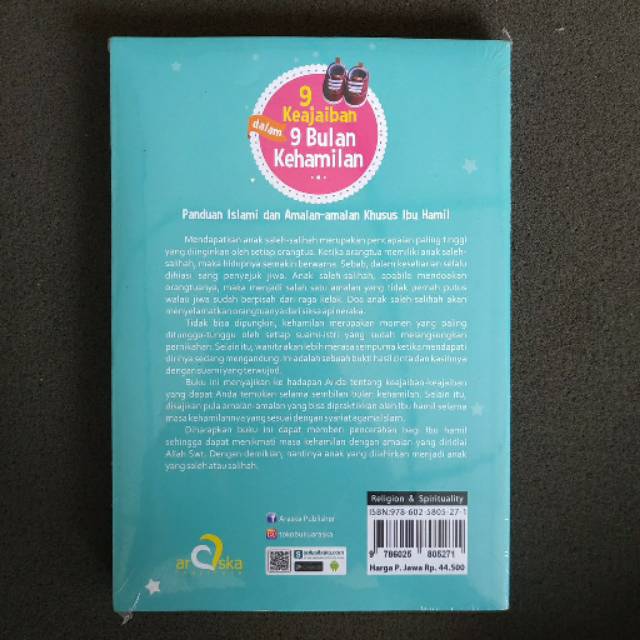 9
Keajaiban
dalam
9 Bulan
Kehamilan
Panduan Islami dan Amalan-amalan Khusus Ibu Hamil
Mendapatkan anak saleh-salihah merupakan pencapaian paling tinggi
yang diinginkan oleh setiap orangtua. Ketika orangtua memiliki anak saleh-
salihah, maka hidupnya semakin berwarna. Sebab, dalam keseharian selalu
dihiasi sang penyejuk jiwa. Anak saleh-salihah, apabila mendoakan
orangtuanya, maka menjadi salah satu amalan yang tidak pernah putus
walau jiwa sudah berpisah dari raga kelak. Doa anak saleh-salihah akan
menyelamatkan orangtuanya dari siksa api neraka.
Tidak bisa dipungkiri, kehamilan merupakan momen yang paling
ditunggu-tunggu oleh setiap suami-istri yang sudah melangsungkan
pernikahan. Selain itu, wanita akan lebih merasa sempurna ketika mendapati
dirinya sedang mengandung. Ini adalah sebuah bukti hasil cinta dan kasihnya
dengan suami yang terwujud.
Buku ini menyajikan ke hadapan Anda tentang keajaiban-keajaiban
yang dapat Anda temukan selama sembilan bulan kehamilan. Selain itu,
disajikan pula amalan-amalan yang bisa dipraktikkan oleh ibu hamil selama
masa kehamilannya yang sesuai dengan syariat agama Islam.
Diharapkan buku ini dapat memberi pencerahan bagi ibu hamil
sehingga dapat menikmati masa kehamilan dengan amalan yang diridai
Allah Swt. Dengan demikian, nantinya anak yang dilahirkan menjadi anak
yang saleh atau salihah.
Religion & Spirituality
ISBN:978-602-5805-27-1
Araska Publisher
tokobukuaraska
araska
9 786025 805271
Harga P. Jawa Rp. 44.500